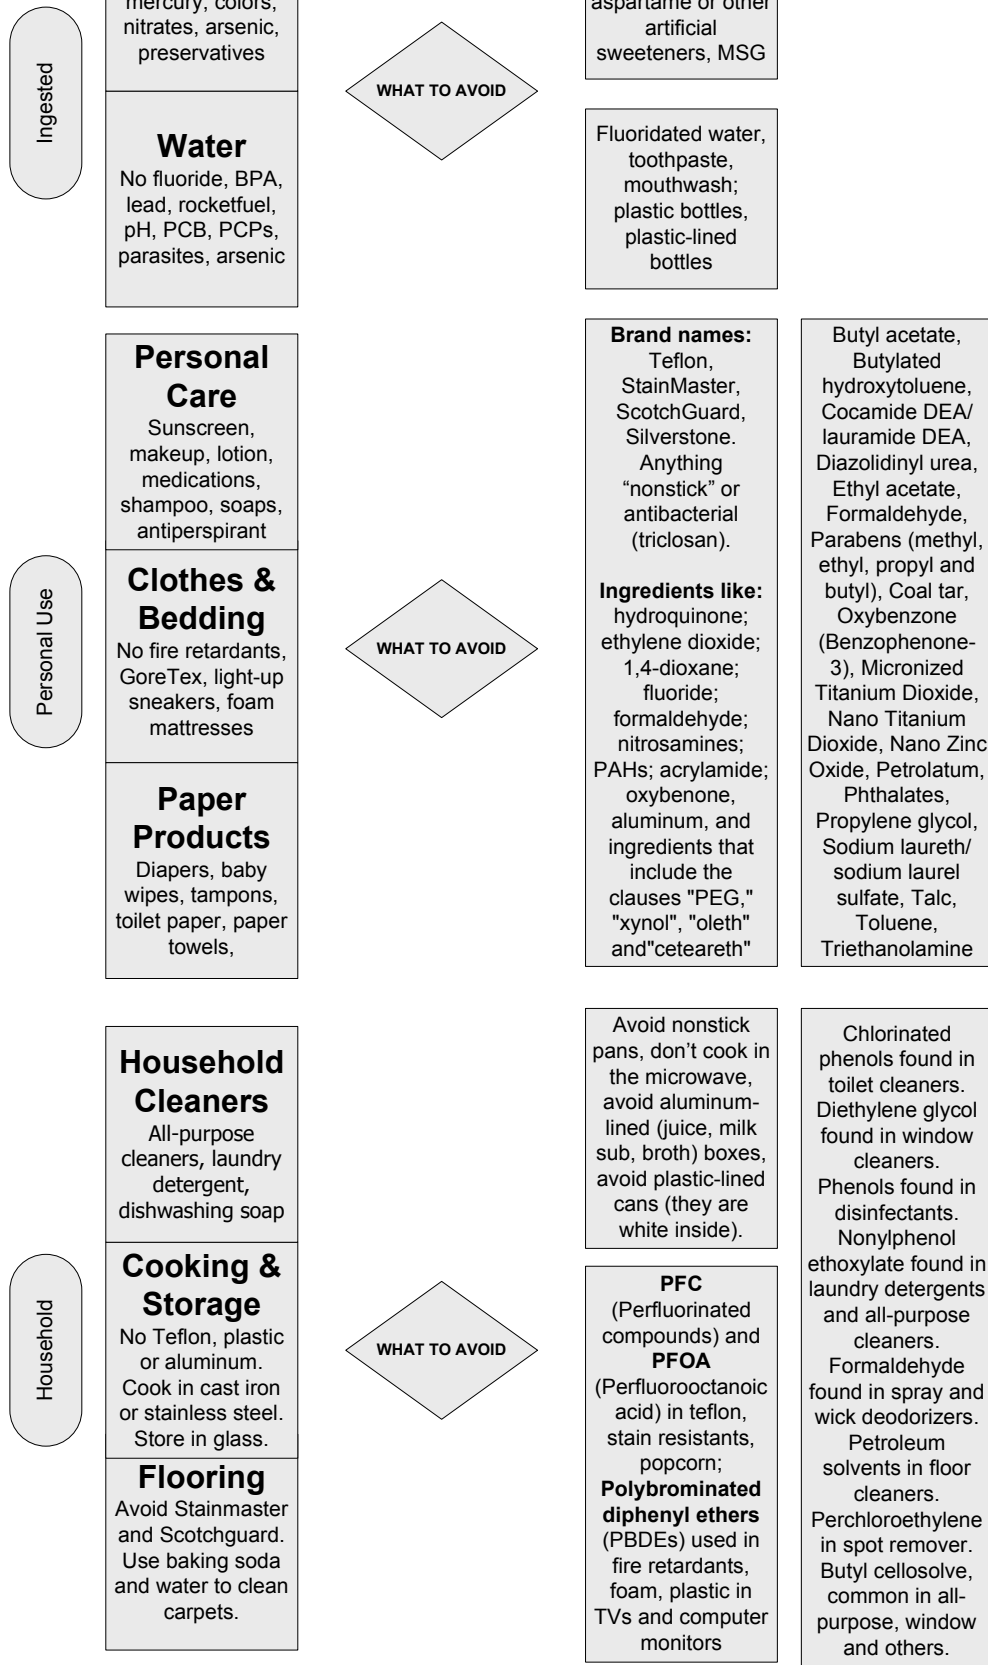 Ingested
mercury, colors,
nitrates, arsenic,
preservatives
Water
No fluoride, BPA,
lead, rocketfuel,
pH, PCB, PCPs,
parasites, arsenic
WHAT TO AVOID
aspartame or other
artificial
sweeteners, MSG
Fluoridated water,
toothpaste,
mouthwash;
plastic bottles,
plastic-lined
bottles
Personal Use
Personal
Care
Sunscreen,
makeup, lotion,
medications,
shampoo, soaps,
antiperspirant
Clothes &
Bedding
No fire retardants,
GoreTex, light-up
sneakers, foam
mattresses
Paper
Products
Diapers, baby
wipes, tampons,
toilet paper, paper
towels,
WHAT TO AVOID
Brand names:
Teflon,
StainMaster,
ScotchGuard,
Silverstone.
Anything
“nonstick” or
antibacterial
(triclosan).
Ingredients like:
hydroquinone;
ethylene dioxide;
1,4-dioxane;
fluoride;
formaldehyde;
nitrosamines;
PAHs; acrylamide;
oxybenone,
aluminum, and
ingredients that
include the
clauses "PEG,"
"xynol", "oleth"
and"ceteareth"
Butyl acetate,
Butylated
hydroxytoluene,
Cocamide DEA/
lauramide DEA,
Diazolidinyl urea,
Ethyl acetate,
Formaldehyde,
Parabens (methyl,
ethyl, propyl and
butyl), Coal tar,
Oxybenzone
(Benzophenone-
3), Micronized
Titanium Dioxide,
Nano Titanium
Dioxide, Nano Zinc
Oxide, Petrolatum,
Phthalates,
Propylene glycol,
Sodium laureth/
sodium laurel
sulfate, Talc,
Toluene,
Triethanolamine
Household
Household
Cleaners
All-purpose
cleaners, laundry
detergent,
dishwashing soap
Cooking &
Storage
No Teflon, plastic
or aluminum.
Cook in cast iron
or stainless steel.
Store in glass.
Flooring
Avoid Stainmaster
and Scotchguard.
Use baking soda
and water to clean
carpets.
WHAT TO AVOID
Avoid nonstick
pans, don’t cook in
the microwave,
avoid aluminum-
lined (juice, milk
sub, broth) boxes,
avoid plastic-lined
cans (they are
white inside).
PFC
(Perfluorinated
compounds) and
PFOA
(Perfluorooctanoic
acid) in teflon,
stain resistants,
popcorn;
Polybrominated
diphenyl ethers
(PBDEs) used in
fire retardants,
foam, plastic in
TVs and computer
monitors
Chlorinated
phenols found in
toilet cleaners.
Diethylene glycol
found in window
cleaners.
Phenols found in
disinfectants.
Nonylphenol
ethoxylate found in
laundry detergents
and all-purpose
cleaners.
Formaldehyde
found in spray and
wick deodorizers.
Petroleum
solvents in floor
cleaners.
Perchloroethylene
in spot remover.
Butyl cellosolve,
common in all-
purpose, window
and others.